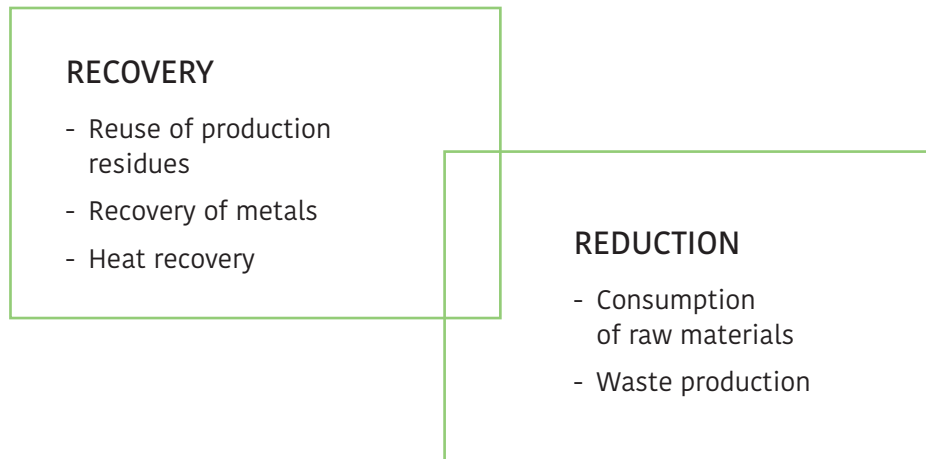 RECOVERY
- Reuse of production
residues
- Recovery of metals
- Heat recovery
REDUCTION
- Consumption
of raw materials
- Waste production